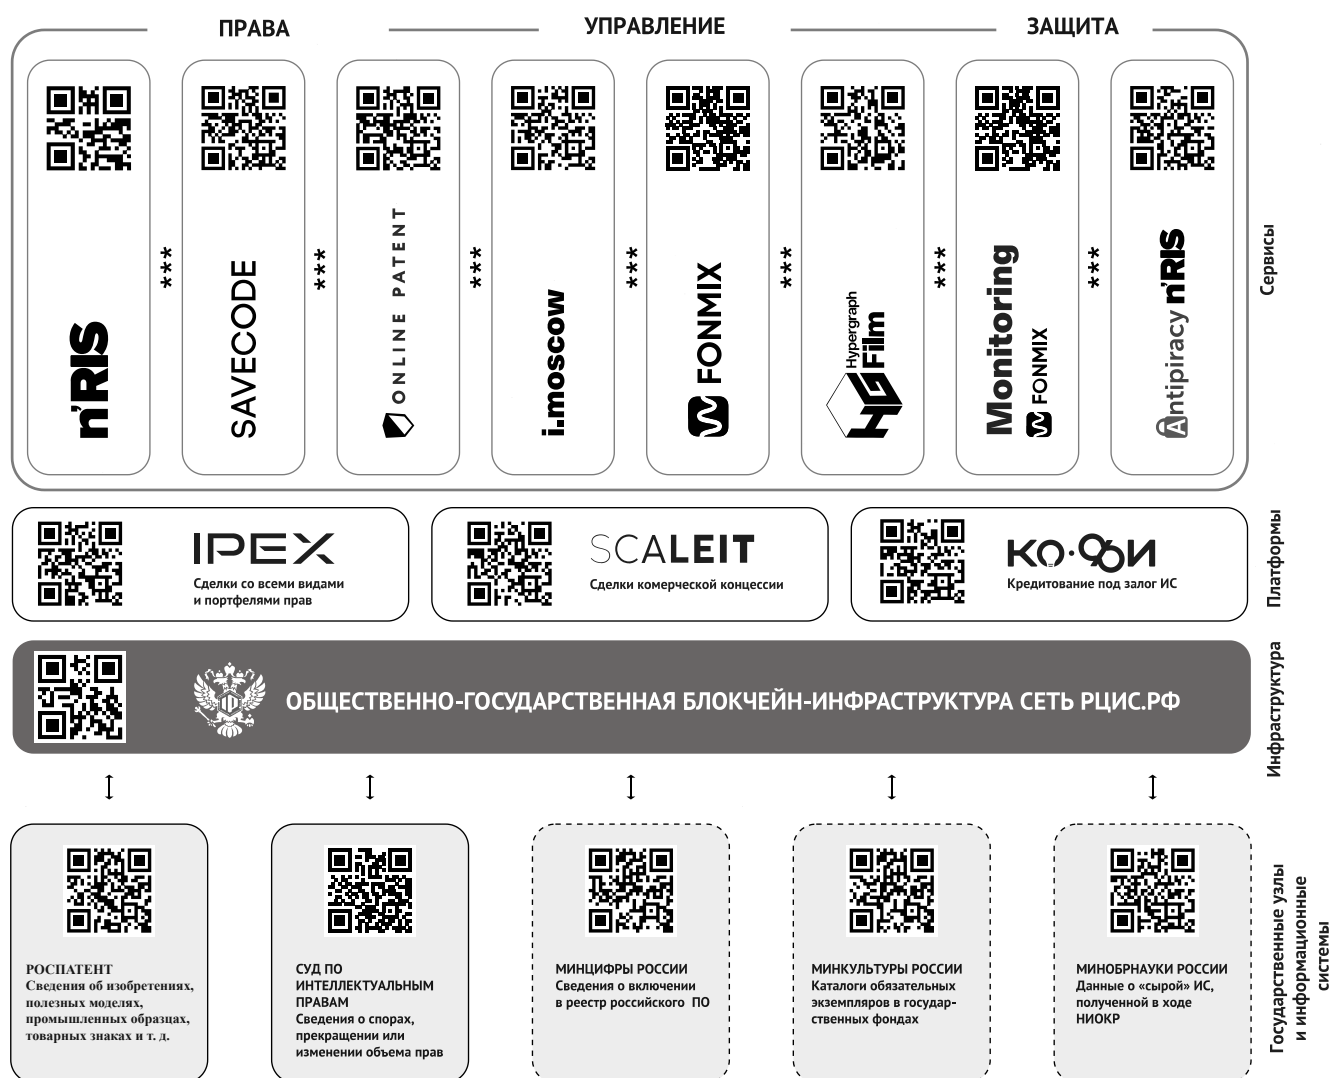 ПРАВА
УПРАВЛЕНИЕ
ЗАЩИТА
n'RIS
***
SAVECODE
***
ONLINE PATENT
***
i.moscow
***
FONMIX
***
Hypergraph
Film
***
Monitoring
FONMIX
***
Antipiracy n'RIS
Сервисы
IPEX
Сделки со всеми видами
и портфелями прав
SCALEIT
Сделки комерческой концессии
КО·ФИ
Кредитование под залог ИС
Платформы
ОБЩЕСТВЕННО-ГОСУДАРСТВЕННАЯ БЛОКЧЕЙН-ИНФРАСТРУКТУРА СЕТЬ РЦИС.РФ
Инфраструктура
РОСПАТЕНТ
Сведения об изобретениях,
полезных моделях,
промышленных образцах,
товарных знаках и т. д.
СУД ПО
ИНТЕЛЛЕКТУАЛЬНЫМ
ПРАВАМ
Сведения о спорах,
прекращении или
изменении объема прав
МИНЦИФРЫ РОССИИ
Сведения о включении
в реестр российского ПО
МИНКУЛЬТУРЫ РОССИИ
Каталоги обязательных
экземпляров в государ-
ственных фондах
МИНОБРНАУКИ РОССИИ
Данные о «сырой» ИС,
полученной в ходе
НИОКР
Государственные узлы
и информационные
системы